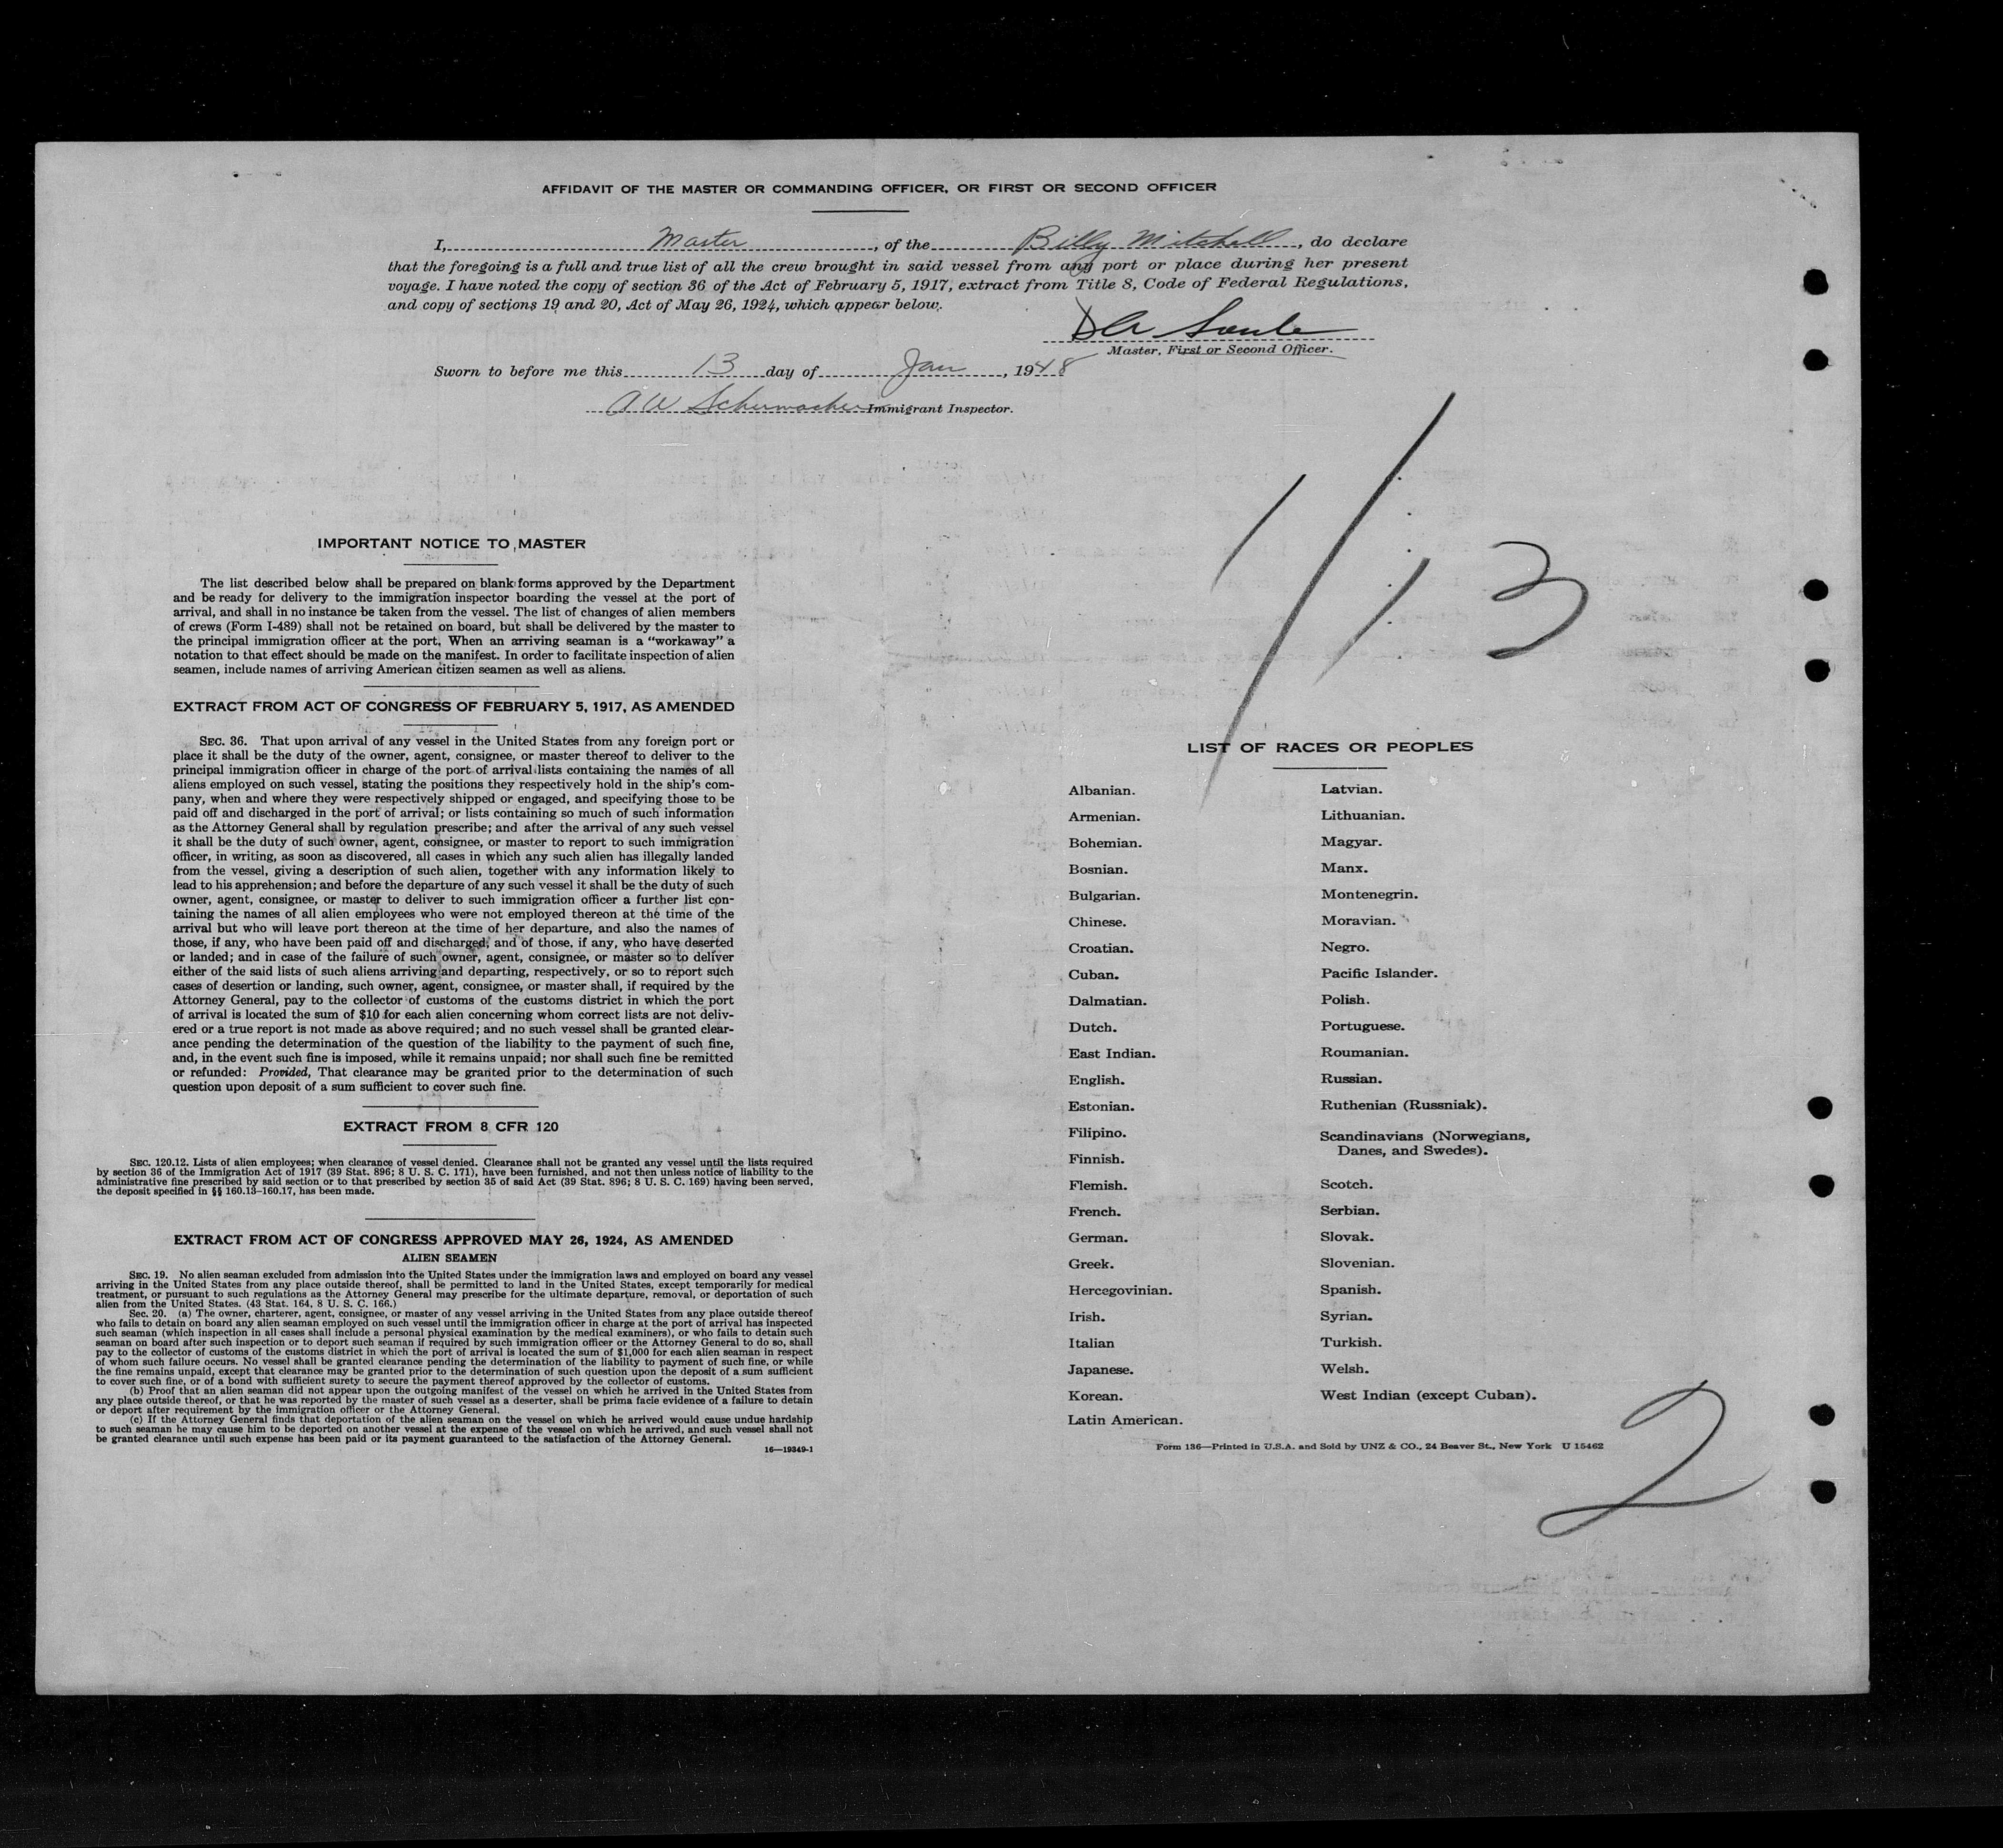 AFFIDAVIT OF THE MASTER OR COMMANDING OFFICER, OR FIRST OR SECOND OFFICER
I, Master, of the Billy Mitchell, do declare
that the foregoing is a full and true list of all the crew brought in said vessel from any port or place during her present
voyage. I have noted the copy of section 36 of the Act of February 5, 1917, extract from Title 8, Code of Federal Regulations,
and copy of sections 19 and 20, Act of May 26, 1924, which appear below.
Master, First or Second Officer.
Sworn to before me this 13 day of Jan, 1948
A W Schumacher Immigrant Inspector.
1/13
IMPORTANT NOTICE TO MASTER
The list described below shall be prepared on blank forms approved by the Department
and be ready for delivery to the immigration inspector boarding the vessel at the port of
arrival, and shall in no instance be taken from the vessel. The list of changes of alien members
of crews (Form I-489) shall not be retained on board, but shall be delivered by the master to
the principal immigration officer at the port. When an arriving seaman is a “workaway” a
notation to that effect should be made on the manifest. In order to facilitate inspection of alien
seamen, include names of arriving American citizen seamen as well as aliens.
EXTRACT FROM ACT OF CONGRESS OF FEBRUARY 5, 1917, AS AMENDED
SEC. 36. That upon arrival of any vessel in the United States from any foreign port or
place it shall be the duty of the owner, agent, consignee, or master thereof to deliver to the
principal immigration officer in charge of the port of arrival lists containing the names of all
aliens employed on such vessel, stating the positions they respectively hold in the ship's com-
pany, when and where they were respectively shipped or engaged, and specifying those to be
paid off and discharged in the port of arrival; or lists containing so much of such information
as the Attorney General shall by regulation prescribe; and after the arrival of any such vessel
it shall be the duty of such owner, agent, consignee, or master to report to such immigration
officer, in writing, as soon as discovered, all cases in which any such alien has illegally landed
from the vessel, giving a description of such alien, together with any information likely to
lead to his apprehension; and before the departure of any such vessel it shall be the duty of such
owner, agent, consignee, or master to deliver to such immigration officer a further list con-
taining the names of all alien employees who were not employed thereon at the time of the
arrival but who will leave port thereon at the time of her departure, and also the names of
those, if any, who have been paid off and discharged, and of those, if any, who have deserted
or landed; and in case of the failure of such owner, agent, consignee, or master so to deliver
either of the said lists of such aliens arriving and departing, respectively, or so to report such
cases of desertion or landing, such owner, agent, consignee, or master shall, if required by the
Attorney General, pay to the collector of customs of the customs district in which the port
of arrival is located the sum of $10 for each alien concerning whom correct lists are not deliv-
ered or a true report is not made as above required; and no such vessel shall be granted clear-
ance pending the determination of the question of the liability to the payment of such fine,
and, in the event such fine is imposed, while it remains unpaid; nor shall such fine be remitted
or refunded: Provided, That clearance may be granted prior to the determination of such
question upon deposit of a sum sufficient to cover such fine.
EXTRACT FROM 8 CFR 120
SEC. 120.12. Lists of alien employees; when clearance of vessel denied. Clearance shall not be granted any vessel until the lists required
by section 36 of the Immigration Act of 1917 (39 Stat. 896; 8 U. S. C. 171), have been furnished, and not then unless notice of liability to the
administrative fine prescribed by said section or to that prescribed by section 35 of said Act (39 Stat. 896; 8 U. S. C. 169) having been served,
the deposit specified in §§ 160.13–160.17, has been made.
EXTRACT FROM ACT OF CONGRESS APPROVED MAY 26, 1924, AS AMENDED
ALIEN SEAMEN
SEC. 19. No alien seaman excluded from admission into the United States under the immigration laws and employed on board any vessel
arriving in the United States from any place outside thereof, shall be permitted to land in the United States, except temporarily for medical
treatment, or pursuant to such regulations as the Attorney General may prescribe for the ultimate departure, removal, or deportation of such
alien from the United States. (43 Stat. 164, 8 U. S. C. 166.)
Sec. 20. (a) The owner, charterer, agent, consignee, or master of any vessel arriving in the United States from any place outside thereof
who fails to detain on board any alien seaman employed on such vessel until the immigration officer in charge at the port of arrival has inspected
such seaman (which inspection in all cases shall include a personal physical examination by the medical examiners), or who fails to detain such
seaman on board after such inspection or to deport such seaman if required by such immigration officer or the Attorney General to do so, shall
pay to the collector of customs of the customs district in which the port of arrival is located the sum of $1,000 for each alien seaman in respect
of whom such failure occurs. No vessel shall be granted clearance pending the determination of the liability to payment of such fine, or while
the fine remains unpaid, except that clearance may be granted prior to the determination of such question upon the deposit of a sum sufficient
to cover such fine, or of a bond with sufficient surety to secure the payment thereof approved by the collector of customs.
(b) Proof that an alien seaman did not appear upon the outgoing manifest of the vessel on which he arrived in the United States from
any place outside thereof, or that he was reported by the master of such vessel as a deserter, shall be prima facie evidence of a failure to detain
or deport after requirement by the immigration officer or the Attorney General.
(c) If the Attorney General finds that deportation of the alien seaman on the vessel on which he arrived would cause undue hardship
to such seaman he may cause him to be deported on another vessel at the expense of the vessel on which he arrived, and such vessel shall not
be granted clearance until such expense has been paid or its payment guaranteed to the satisfaction of the Attorney General.
16—19349-1
LIST OF RACES OR PEOPLES
Albanian.
Armenian.
Bohemian.
Bosnian.
Bulgarian.
Chinese.
Croatian.
Cuban.
Dalmatian.
Dutch.
East Indian.
English.
Estonian.
Filipino.
Finnish.
Flemish.
French.
German.
Greek.
Hercegovinian.
Irish.
Italian
Japanese.
Korean.
Latin American.
Latvian.
Lithuanian.
Magyar.
Manx.
Montenegrin.
Moravian.
Negro.
Pacific Islander.
Polish.
Portuguese.
Roumanian.
Russian.
Ruthenian (Russniak).
Scandinavians (Norwegians,
Danes, and Swedes).
Scotch.
Serbian.
Slovak.
Slovenian.
Spanish.
Syrian.
Turkish.
Welsh.
West Indian (except Cuban).
Form 136—Printed in U.S.A. and Sold by UNZ & CO., 24 Beaver St., New York U 15462
2